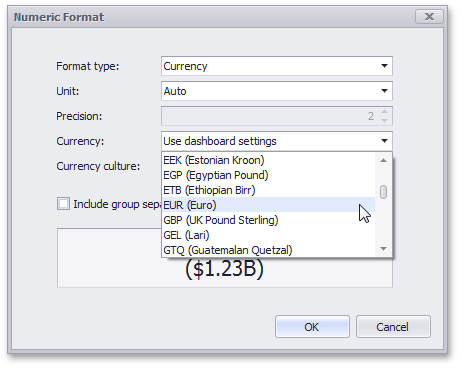 Numeric Format
Format type: Currency
Unit: Auto
Precision: 2
Currency: Use dashboard settings
EEK (Estonian Kroon)
Currency culture:
EGP (Egyptian Pound)
ETB (Ethiopian Birr)
Include group sepa
EUR (Euro)
GBP (UK Pound Sterling)
GEL (Lari)
GTQ (Guatemalan Quetzal)
($1.23B)
OK Cancel